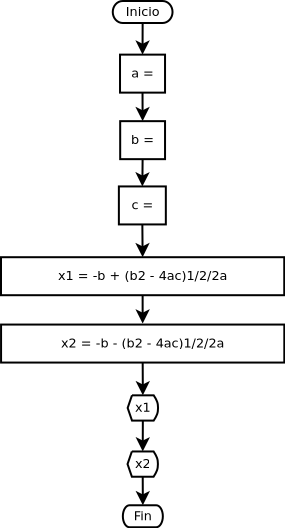 Inicio
a =
b =
c =
x1 = -b + (b2 - 4ac)1/2/2a
x2 = -b - (b2 - 4ac)1/2/2a
x1
x2
Fin